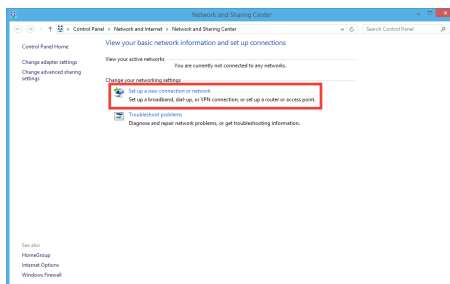 Network and Sharing Center
Control Panel
Network and Internet
Network and Sharing Center
Search Control Panel
Control Panel Home
Change adapter settings
Change advanced sharing
settings
View your basic network information and set up connections
View your active networks
You are currently not connected to any networks.
Change your networking settings
Set up a new connection or network
Set up a broadband, dial-up, or VPN connection; or set up a router or access point.
Troubleshoot problems
Diagnose and repair network problems, or get troubleshooting information.
See also
HomeGroup
Internet Options
Windows Firewall